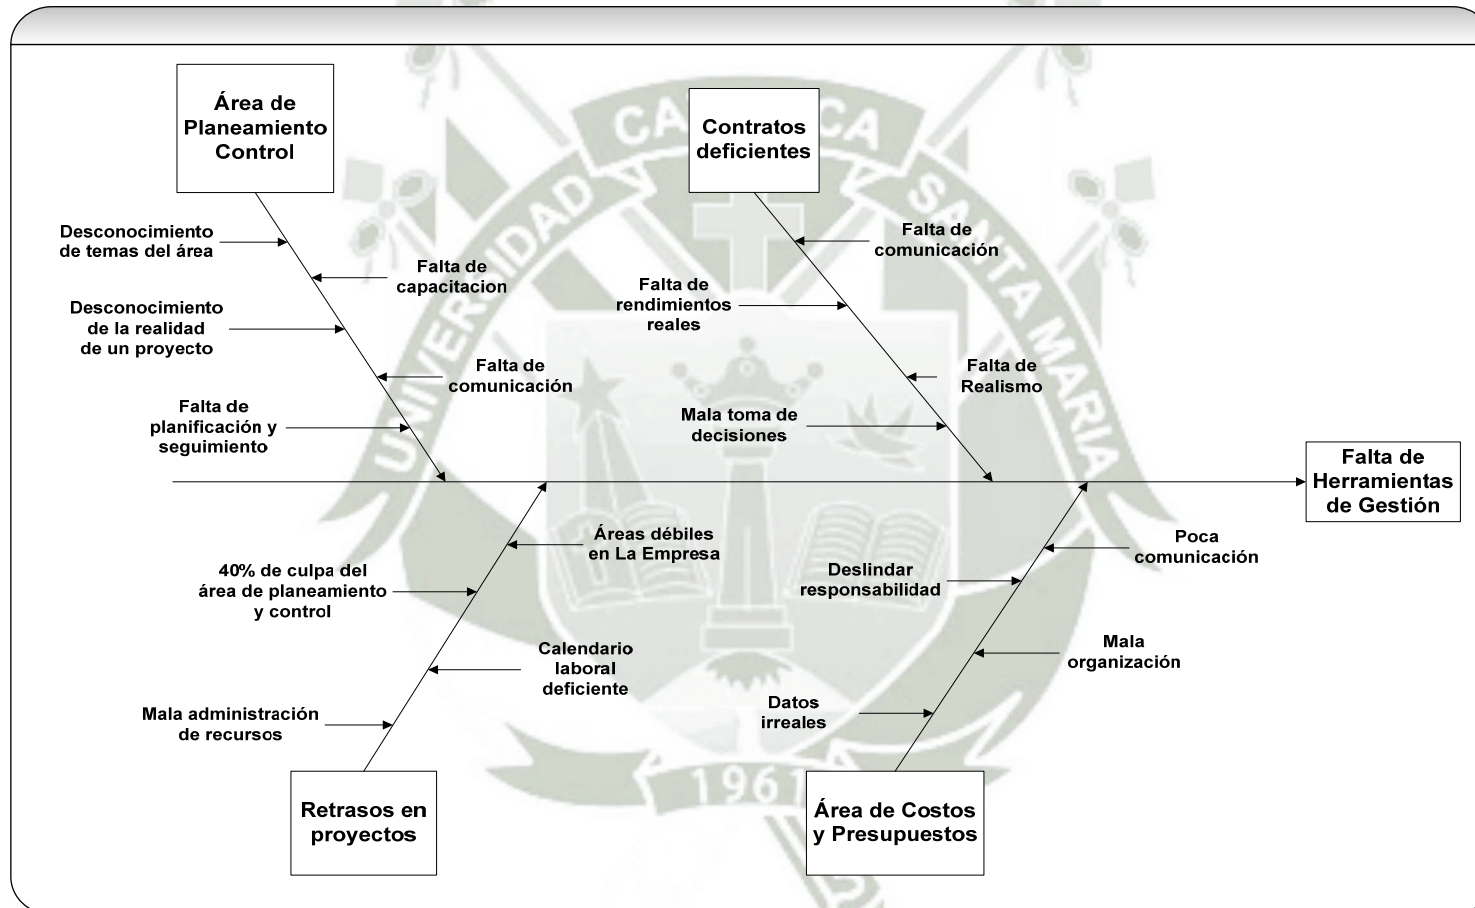 Área de
Planeamiento
Control
Contratos
deficientes
Desconocimiento
de temas del área
Falta de
capacitacion
Desconocimiento
de la realidad
de un proyecto
Falta de
comunicación
Falta de
planificación y
seguimiento
Falta de
comunicación
Falta de
rendimientos
reales
Falta de
Realismo
Mala toma de
decisiones
Falta de
Herramientas
de Gestión
Áreas débiles
en La Empresa
40% de culpa del
área de planeamiento
y control
Calendario
laboral
deficiente
Mala administración
de recursos
Retrasos en
proyectos
Poca
comunicación
Deslindar
responsabilidad
Mala
organización
Datos
irreales
Área de Costos
y Presupuestos
UNIVERSIDAD
SANTA MARIA
1961